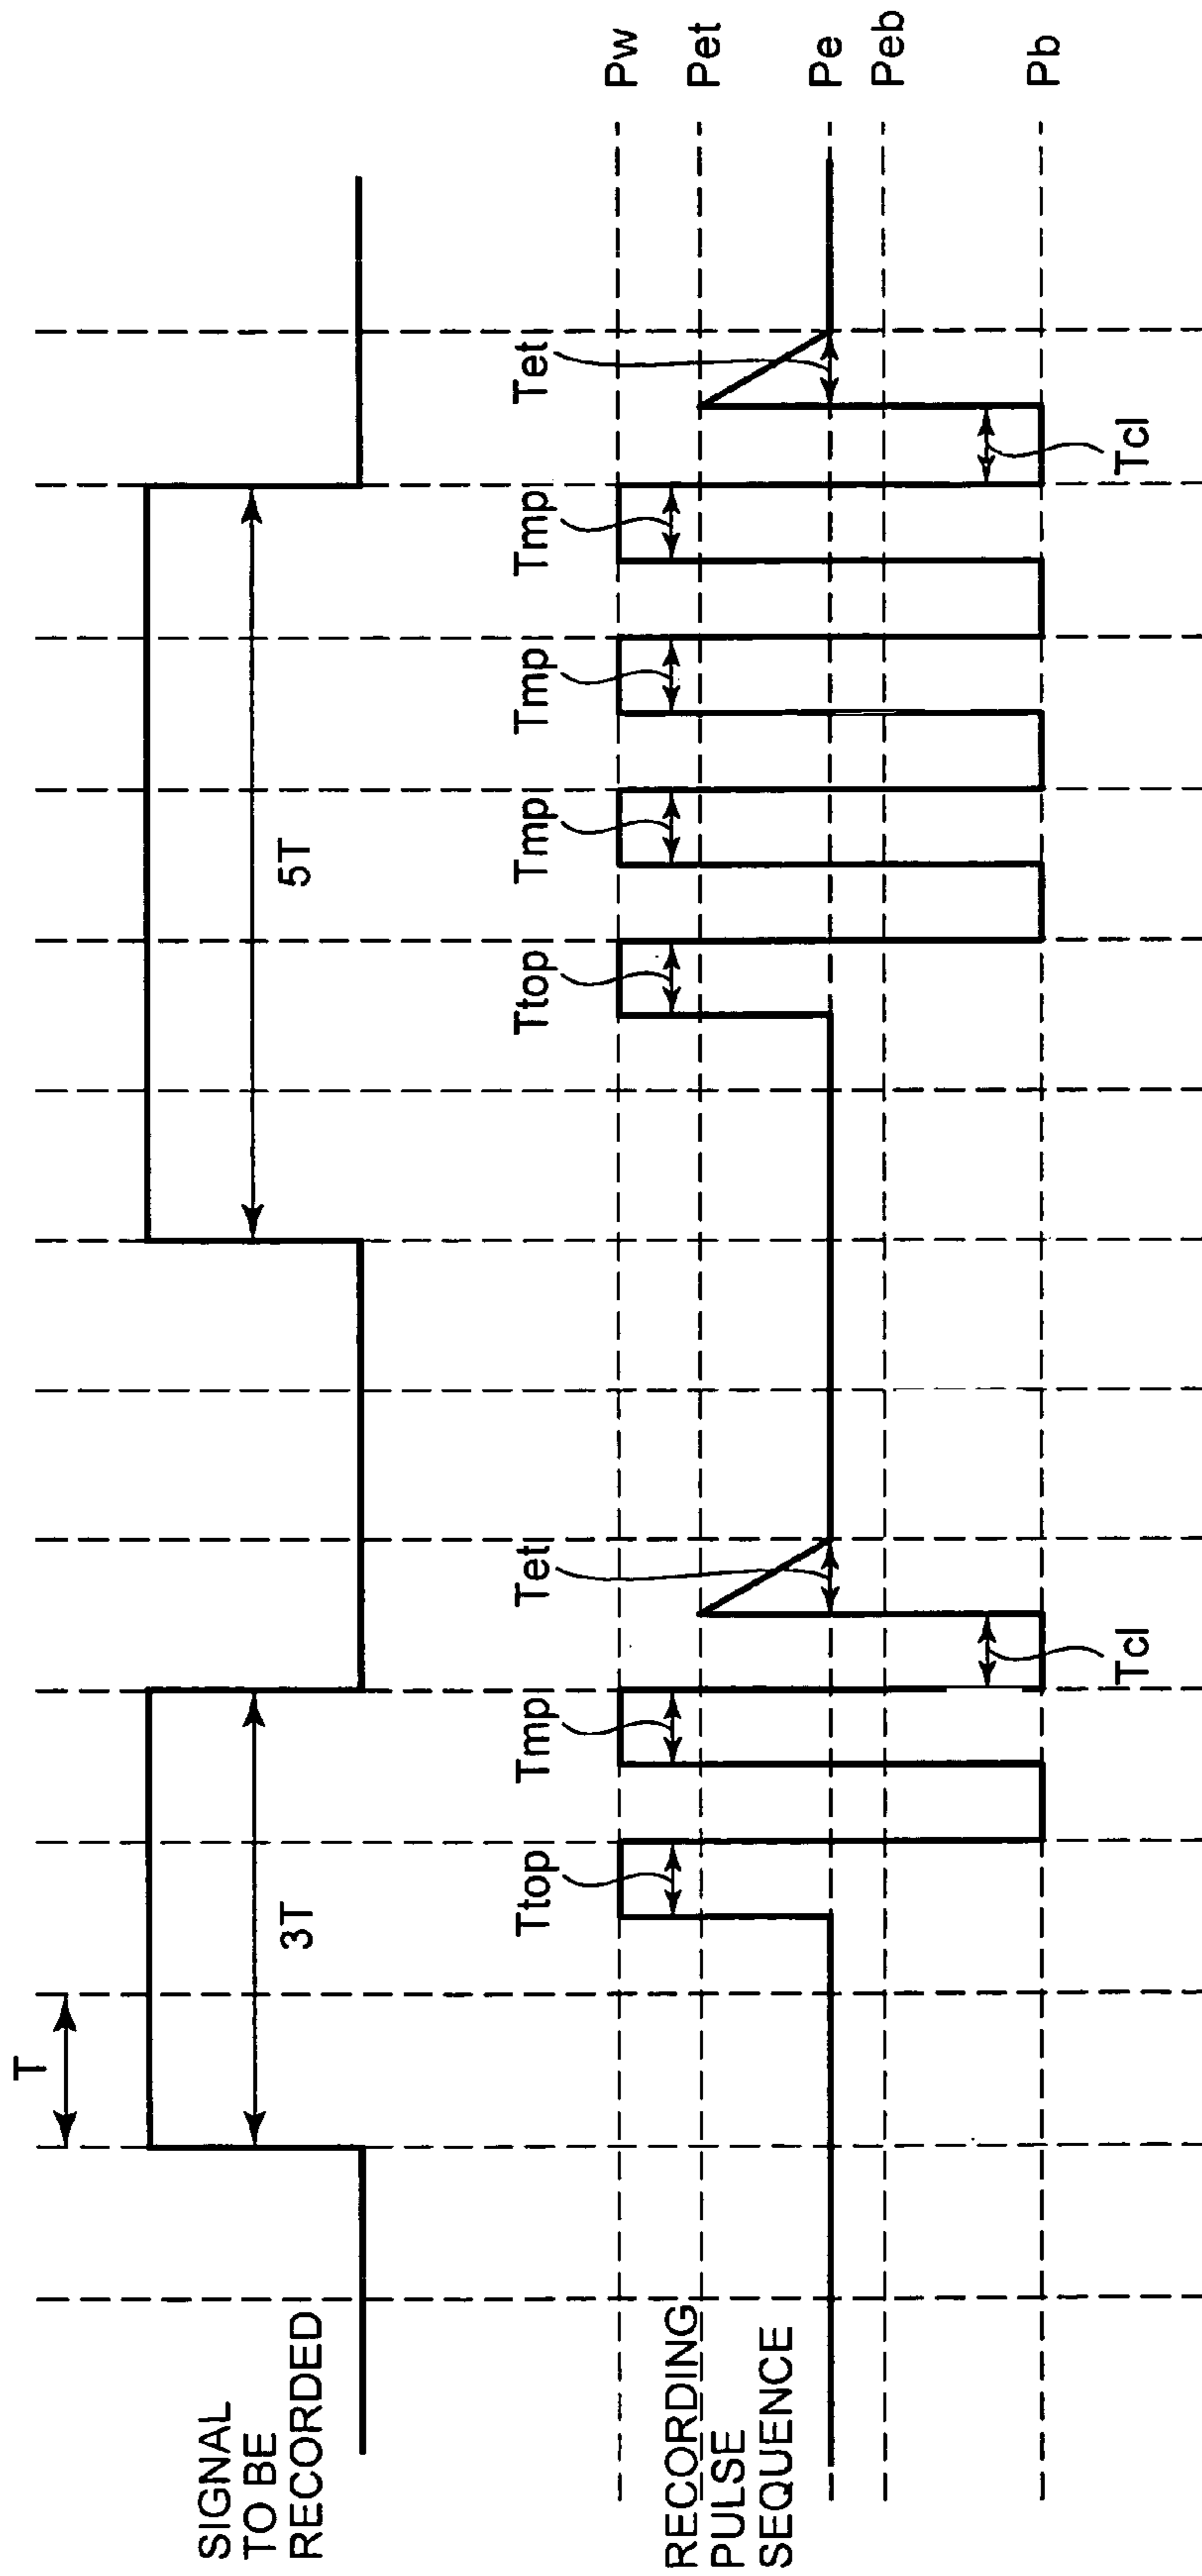 T
3T
5T
SIGNAL
TO BE
RECORDED
Ttop
Tmp
Tet
Ttop
Tmp
Tmp
Tmp
Tet
Pw
Pet
Pe
Peb
Pb
RECORDING
PULSE
SEQUENCE
Tcl
Tcl